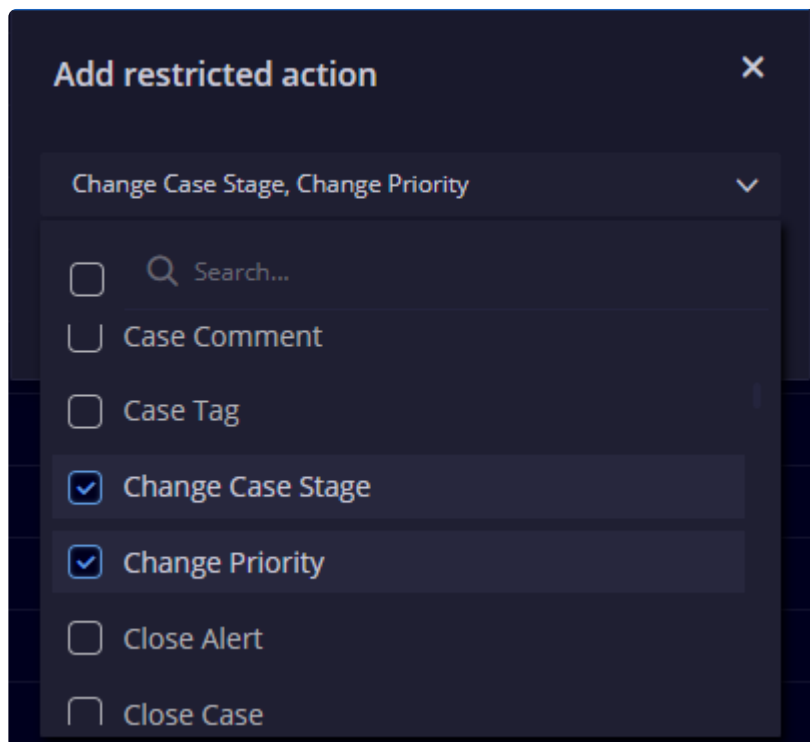 Add restricted action
Change Case Stage, Change Priority
Search...
Case Comment
Case Tag
Change Case Stage
Change Priority
Close Alert
Close Case